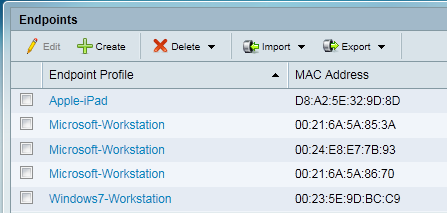 Endpoints
Edit Create Delete Import Export
Endpoint Profile MAC Address
Apple-iPad D8:A2:5E:32:9D:8D
Microsoft-Workstation 00:21:6A:5A:85:3A
Microsoft-Workstation 00:24:E8:E7:7B:93
Microsoft-Workstation 00:21:6A:5A:86:70
Windows7-Workstation 00:23:5E:9D:BC:C9